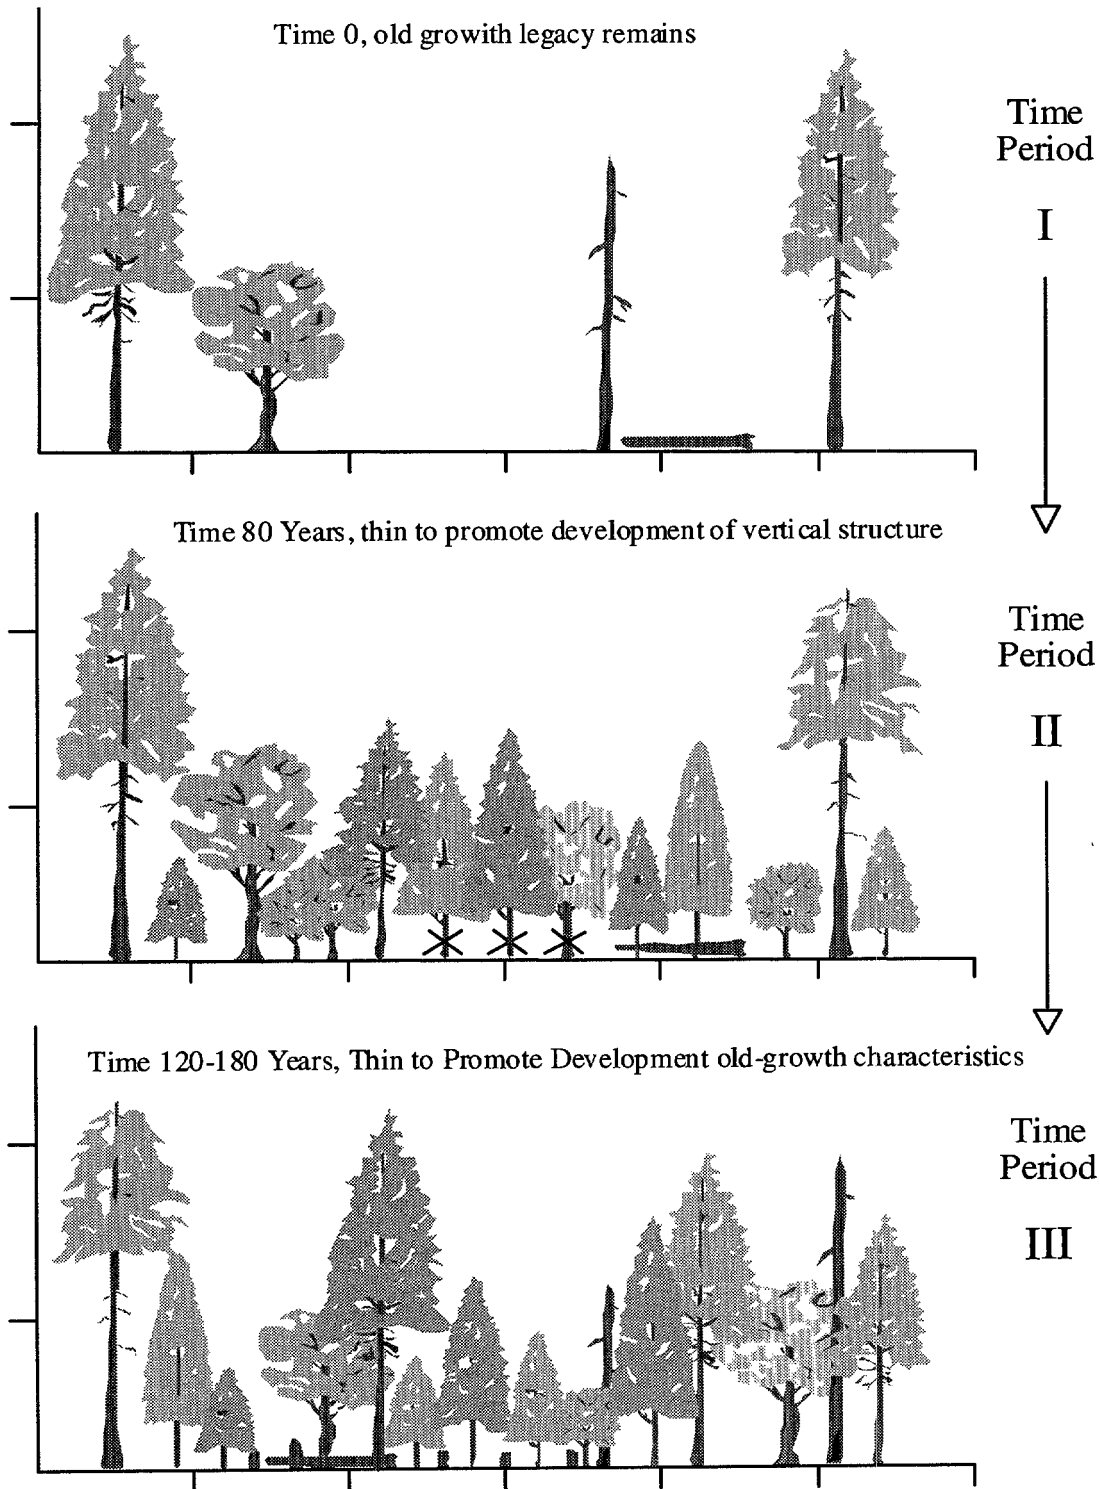 Time 0, old growith legacy remains
Time
Period
I
Time 80 Years, thin to promote development of vertical structure
Time
Period
II
Time 120-180 Years, Thin to Promote Development old-growth characteristics
Time
Period
III